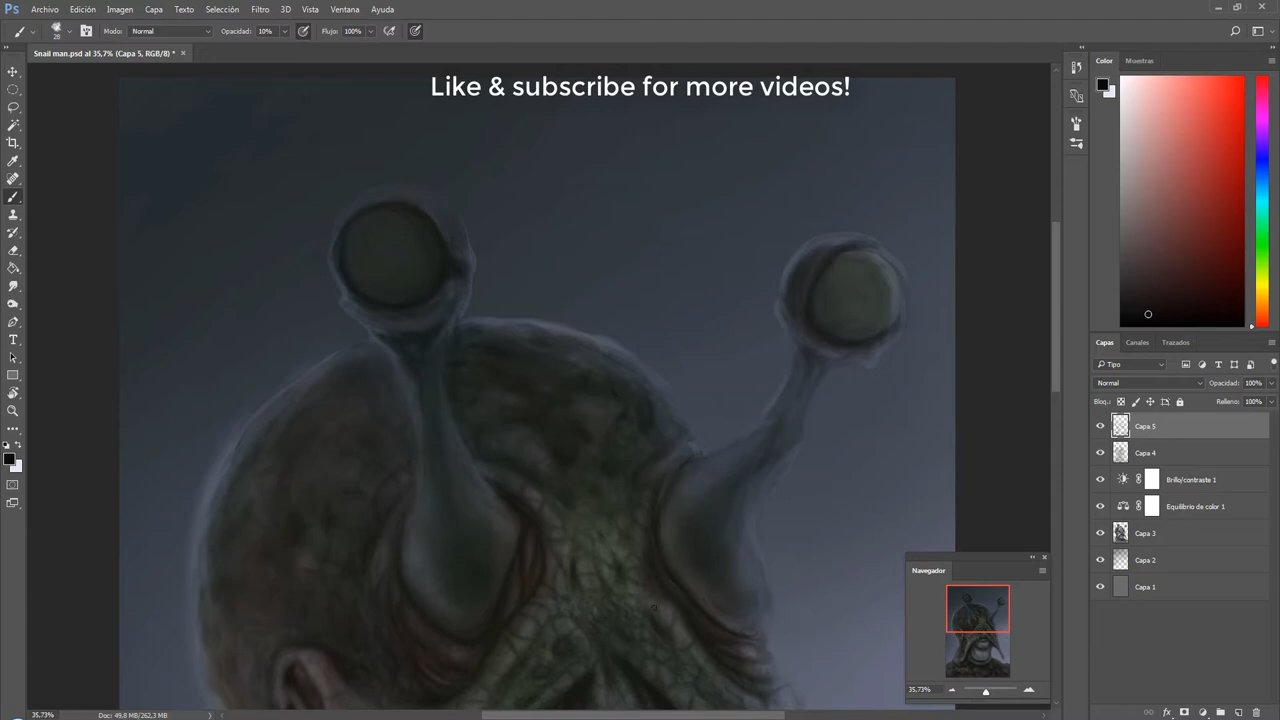 Ps Archivo Edición Imagen Capa Texto Selección Filtro 3D Vista Ventana Ayuda
28 Modo: Normal Opacidad: 10% Flujo: 100%
Snail man.psd al 35,7% (Capa 5, RGB/8) * ×
Like & subscribe for more videos!
Color Muestras
Capas Canales Trazados
Tipo
Normal Opacidad: 100%
Bloq.: Relleno: 100%
Capa 5
Capa 4
Brillo/contraste 1
Equilibrio de color 1
Capa 3
Capa 2
Capa 1
Navegador
35,73%
35,73% Doc: 49,8 MB/262,3 MB